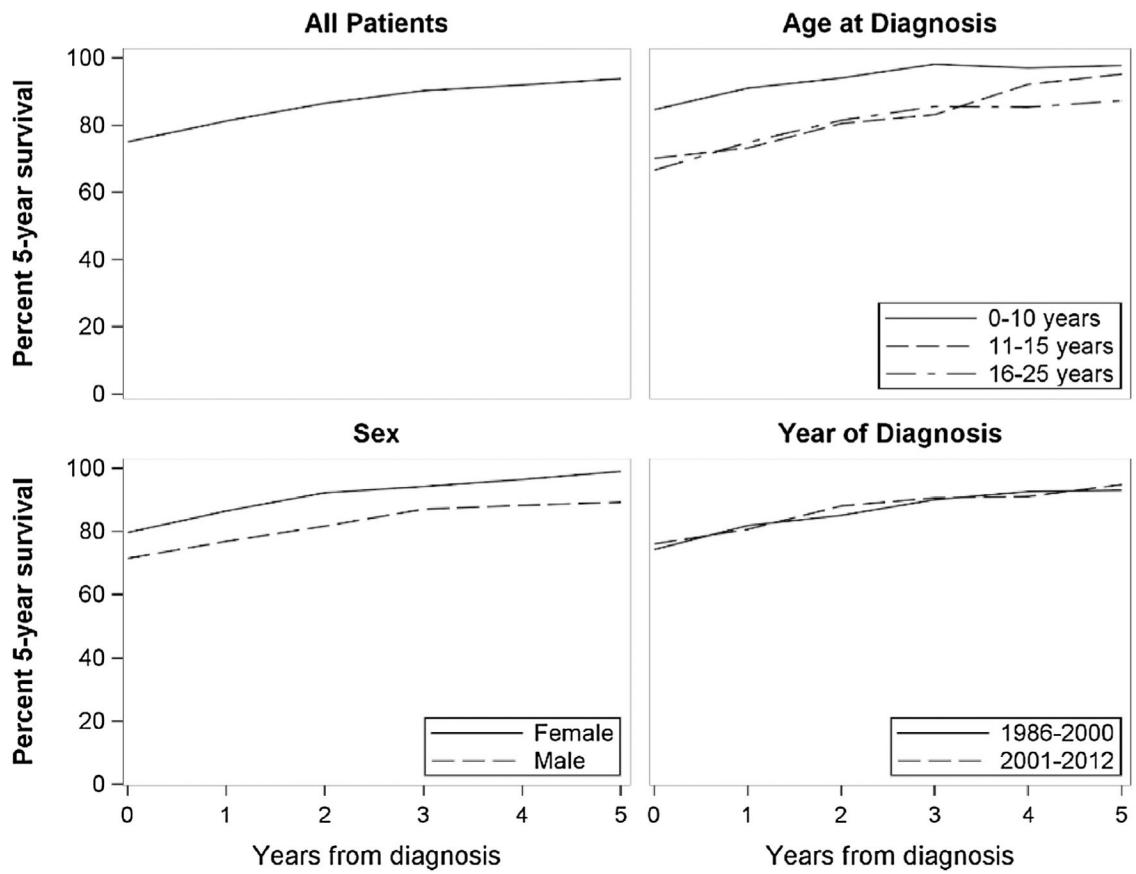 All Patients
Age at Diagnosis
Percent 5-year survival
100
80
60
40
20
0
0-10 years
11-15 years
16-25 years
Sex
Year of Diagnosis
Percent 5-year survival
100
80
60
40
20
0
Female
Male
1986-2000
2001-2012
0 1 2 3 4 5
0 1 2 3 4 5
Years from diagnosis
Years from diagnosis